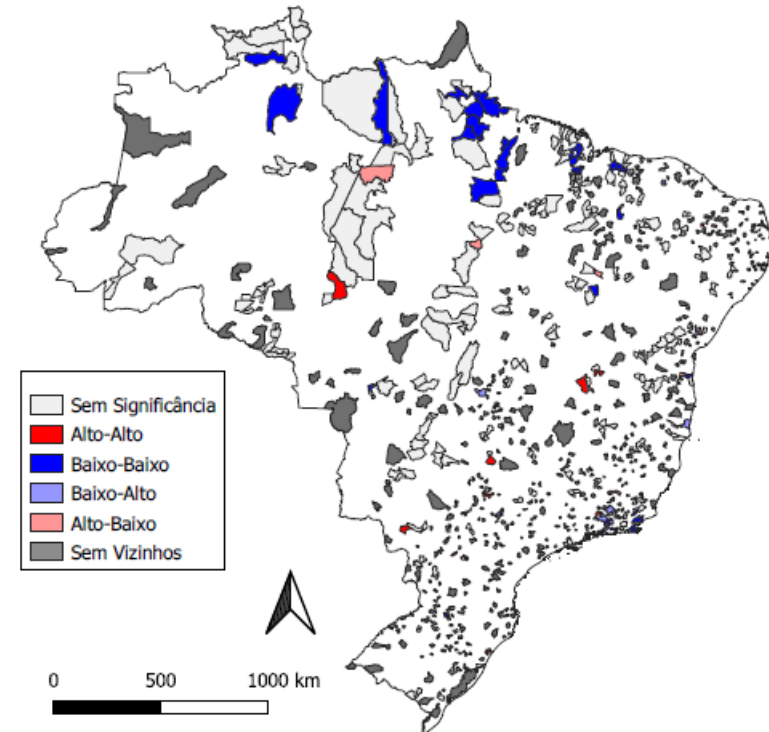 Sem Significância
Alto-Alto
Baixo-Baixo
Baixo-Alto
Alto-Baixo
Sem Vizinhos
0 500 1000 km